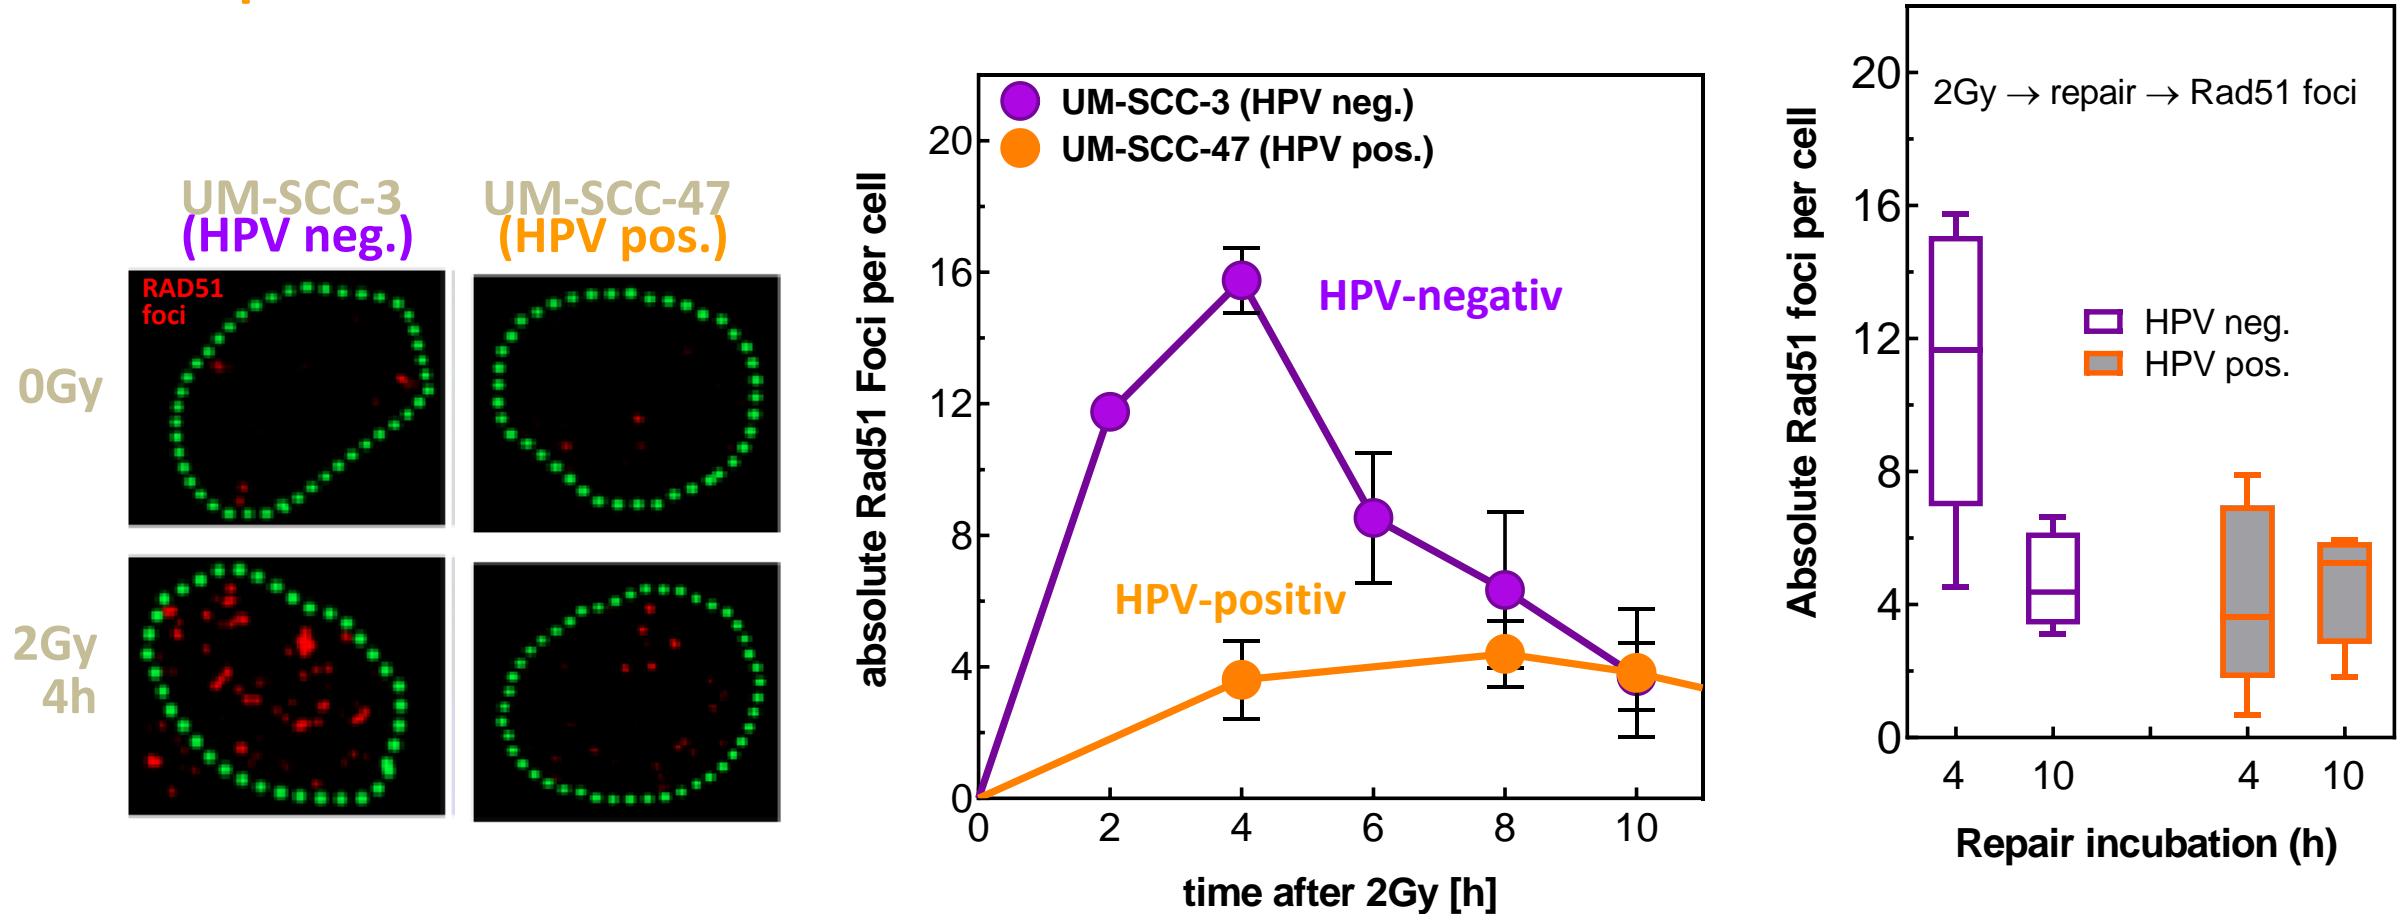 UM-SCC-3
(HPV neg.)
UM-SCC-47
(HPV pos.)
RAD51
foci
0Gy
2Gy
4h
UM-SCC-3 (HPV neg.)
UM-SCC-47 (HPV pos.)
absolute Rad51 Foci per cell
20
16
12
8
4
0
HPV-negativ
HPV-positiv
0 2 4 6 8 10
time after 2Gy [h]
2Gy → repair → Rad51 foci
Absolute Rad51 foci per cell
20
16
12
8
4
0
HPV neg.
HPV pos.
4 10 4 10
Repair incubation (h)